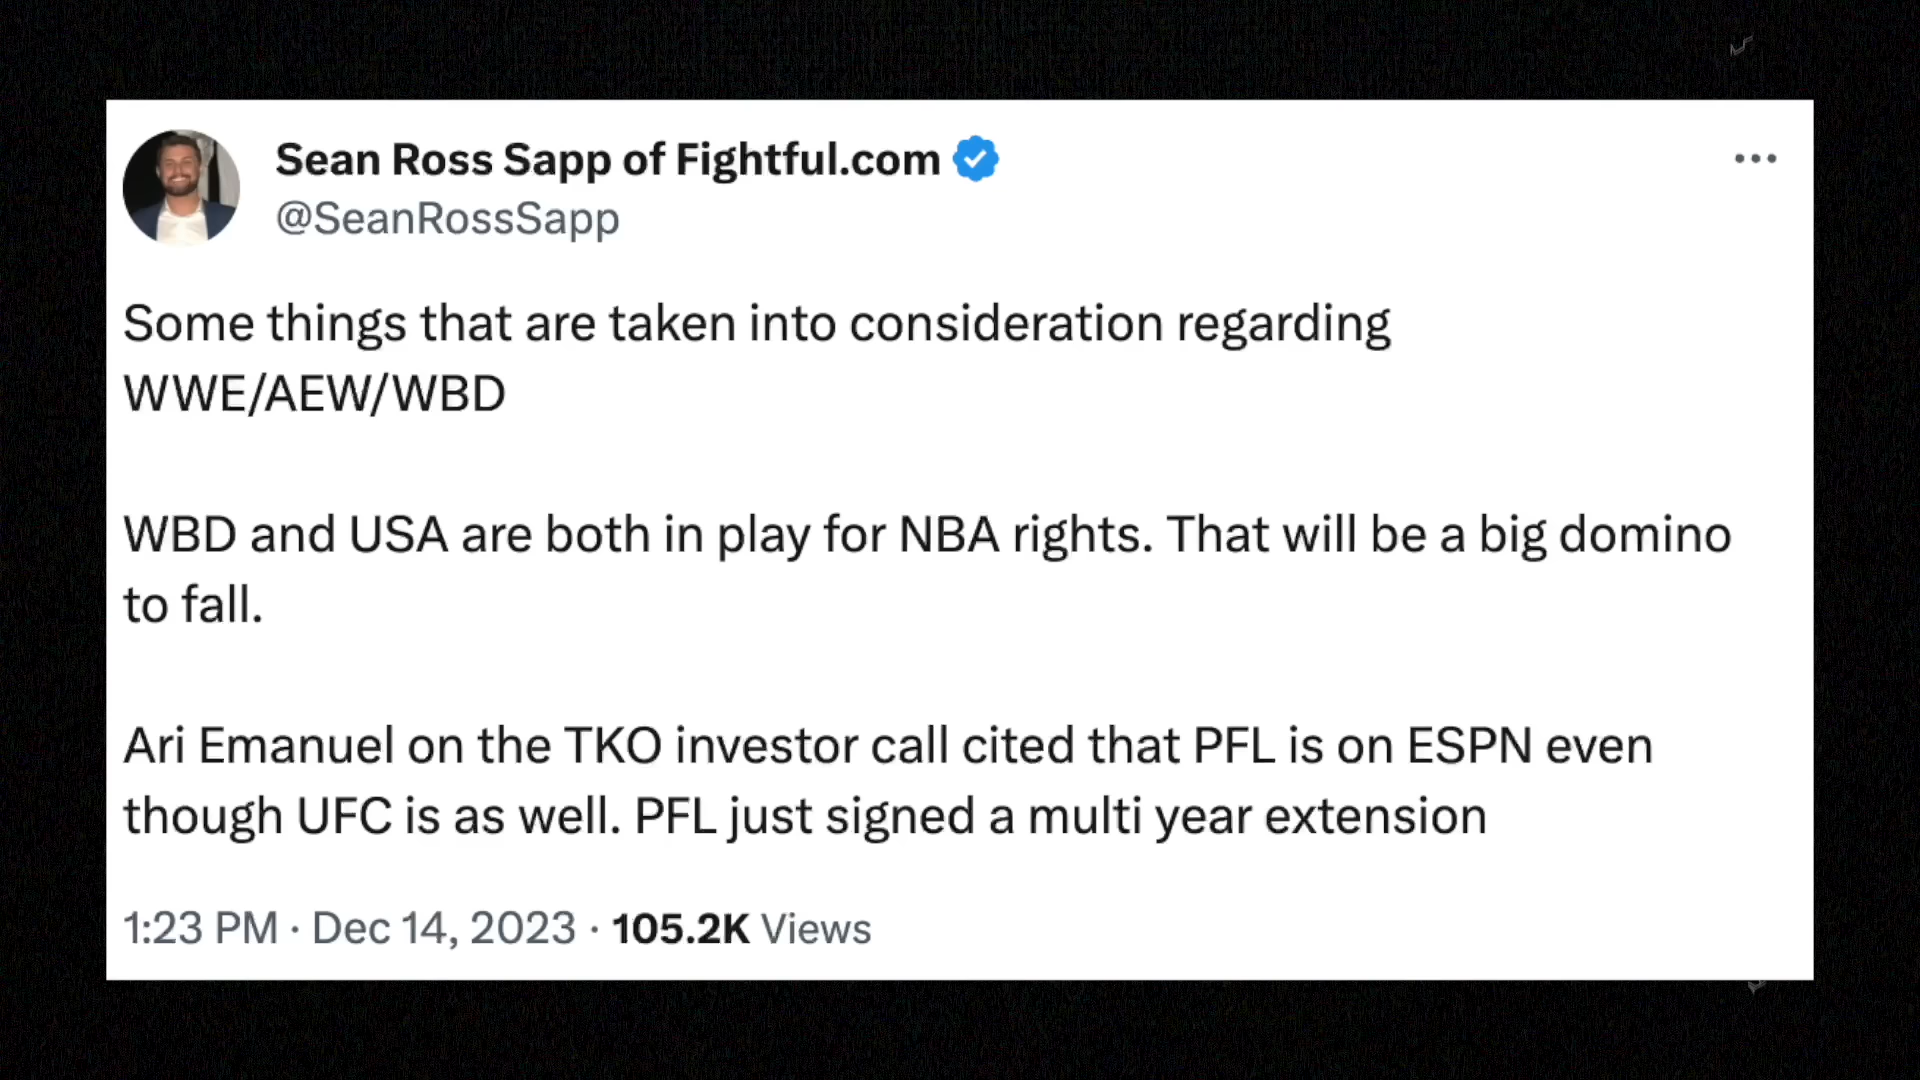 Sean Ross Sapp of Fightful.com
@SeanRossSapp
Some things that are taken into consideration regarding
WWE/AEW/WBD
WBD and USA are both in play for NBA rights. That will be a big domino
to fall.
Ari Emanuel on the TKO investor call cited that PFL is on ESPN even
though UFC is as well. PFL just signed a multi year extension
1:23 PM · Dec 14, 2023 · 105.2K Views